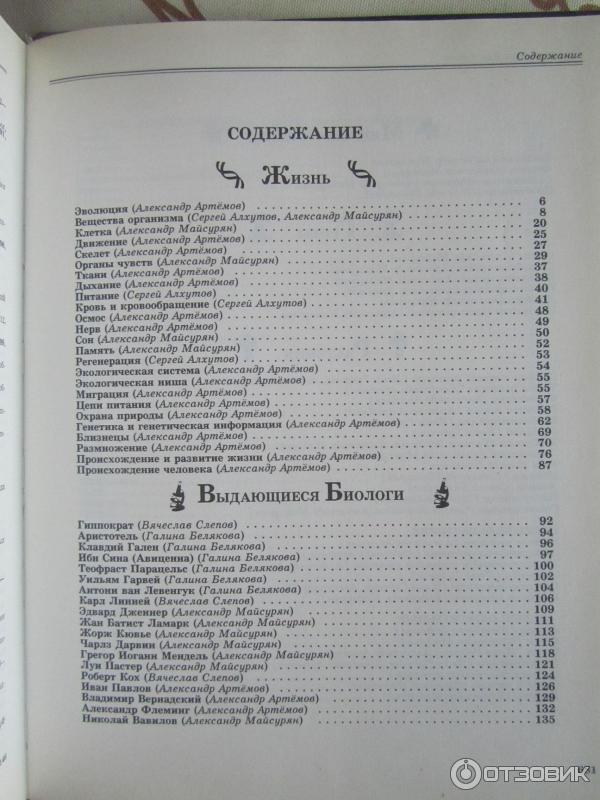 Содержание
СОДЕРЖАНИЕ
Жизнь
Эволюция (Александр Артёмов) 6
Вещества организма (Сергей Алхутов, Александр Майсурян) 8
Клетка (Александр Майсурян) 20
Движение (Александр Артёмов) 25
Скелет (Александр Артёмов) 27
Органы чувств (Александр Майсурян) 29
Ткани (Александр Артёмов) 37
Дыхание (Александр Артёмов) 38
Питание (Сергей Алхутов) 40
Кровь и кровообращение (Сергей Алхутов) 41
Осмос (Александр Артёмов) 48
Нерв (Александр Артёмов) 49
Сон (Александр Майсурян) 50
Память (Александр Майсурян) 52
Регенерация (Сергей Алхутов) 53
Экологическая система (Александр Артёмов) 54
Экологическая ниша (Александр Артёмов) 55
Миграция (Александр Артёмов) 55
Цепи питания (Александр Артёмов) 57
Охрана природы (Александр Артёмов) 58
Генетика и генетическая информация (Александр Артёмов) 62
Близнецы (Александр Артёмов) 69
Размножение (Александр Артёмов) 70
Происхождение и развитие жизни (Александр Артёмов) 76
Происхождение человека (Александр Артёмов) 87
Выдающиеся Биологи
Гиппократ (Вячеслав Слепов) 92
Аристотель (Галина Белякова) 94
Клавдий Гален (Галина Белякова) 96
Ибн Сина (Авиценна) (Галина Белякова) 97
Теофраст Парацельс (Галина Белякова) 100
Уильям Гарвей (Галина Белякова) 102
Антони ван Левенгук (Галина Белякова) 104
Карл Линней (Вячеслав Слепов) 106
Эдвард Дженнер (Александр Майсурян) 109
Жан Батист Ламарк (Александр Майсурян) 111
Жорж Кювье (Александр Майсурян) 113
Чарлз Дарвин (Александр Майсурян) 115
Грегор Иоганн Мендель (Александр Майсурян) 118
Луи Пастер (Александр Майсурян) 121
Роберт Кох (Вячеслав Слепов) 124
Иван Павлов (Александр Артёмов) 126
Владимир Вернадский (Александр Артёмов) 129
Александр Флеминг (Александр Артёмов) 132
Николай Вавилов (Александр Майсурян) 135
ОТЗОВИК